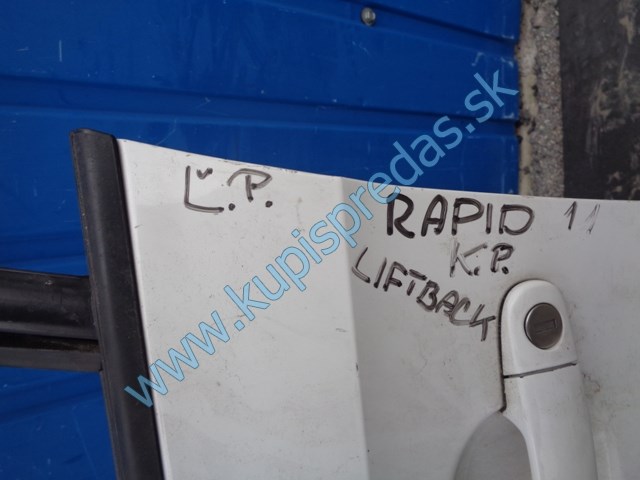 Ľ.P.
RAPID 11
K.P.
LIFTBACK
www.kupispredas.sk